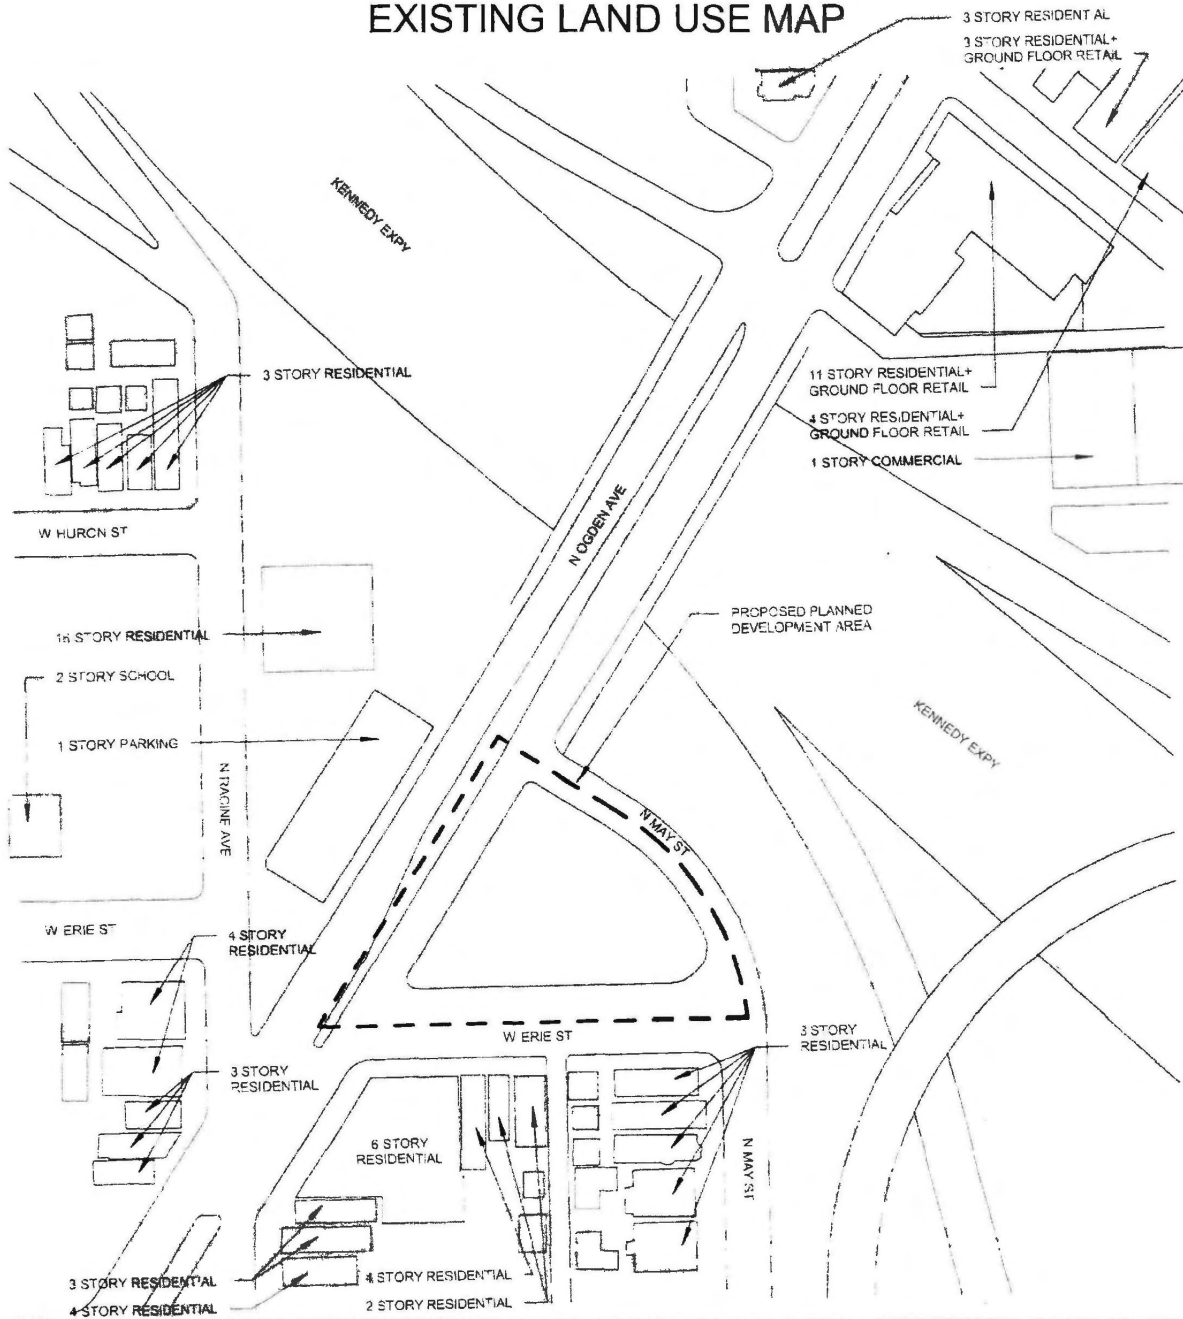 EXISTING LAND USE MAP
3 STORY RESIDENT AL
3 STORY RESIDENTIAL+
GROUND FLOOR RETAIL
KENNEDY EXPY
3 STORY RESIDENTIAL
11 STORY RESIDENTIAL+
GROUND FLOOR RETAIL
4 STORY RESIDENTIAL+
GROUND FLOOR RETAIL
1 STORY COMMERCIAL
W HURON ST
N OGDEN AVE
PROPOSED PLANNED
DEVELOPMENT AREA
16 STORY RESIDENTIAL
2 STORY SCHOOL
1 STORY PARKING
KENNEDY EXPY
N RACINE AVE
N MAY ST
W ERIE ST
4 STORY
RESIDENTIAL
W ERIE ST
3 STORY
RESIDENTIAL
3 STORY
RESIDENTIAL
6 STORY
RESIDENTIAL
N MAY ST
3 STORY RESIDENTIAL
4 STORY RESIDENTIAL
4 STORY RESIDENTIAL
2 STORY RESIDENTIAL